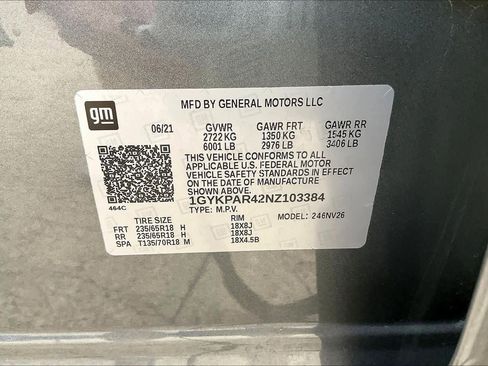 gm
MFD BY GENERAL MOTORS LLC
06/21 GVWR GAWR FRT GAWR RR
2722 KG 1350 KG 1545 KG
6001 LB 2976 LB 3406 LB
THIS VEHICLE CONFORMS TO ALL
APPLICABLE U.S. FEDERAL MOTOR
VEHICLE SAFETY STANDARDS IN EFFECT
ON THE DATE OF MANUFACTURE
SHOWN ABOVE.
1GYKPAR42NZ103384
464C TYPE: M.P.V. MODEL: 246NV26
TIRE SIZE RIM
FRT 235/65R18 H 18X8J
RR 235/65R18 H 18X8J
SPA T135/70R18 M 18X4.5B